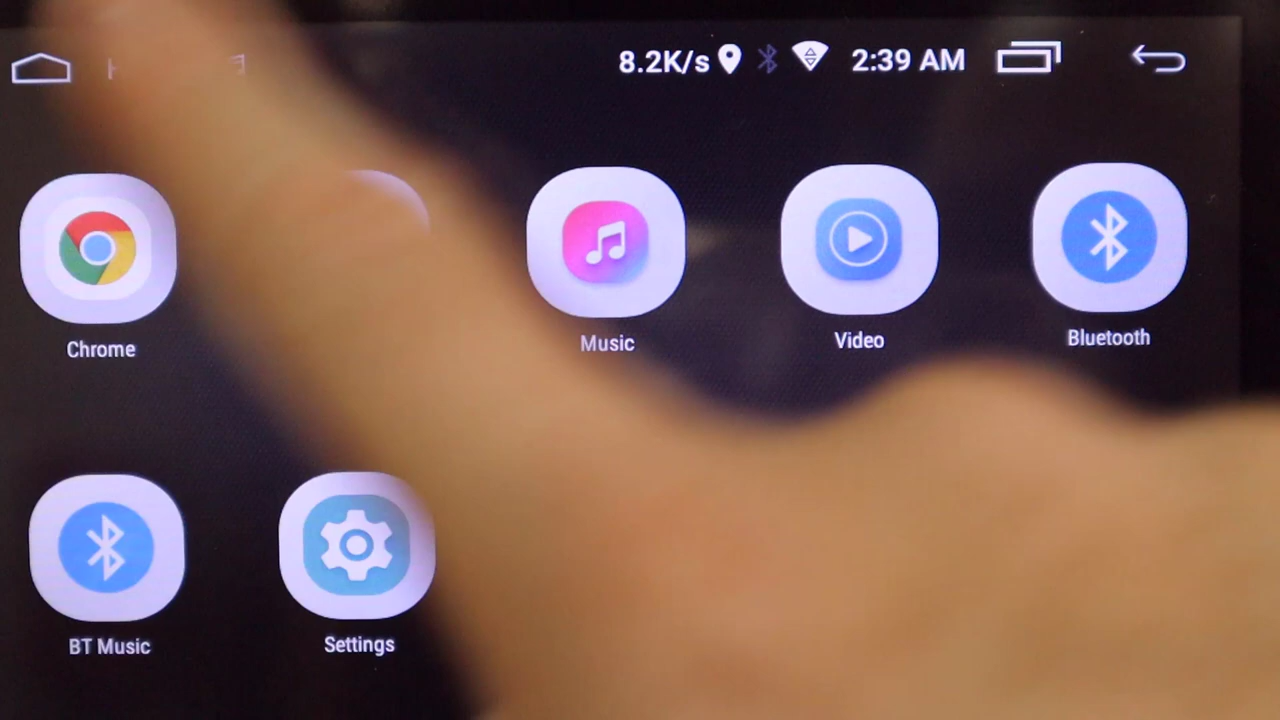 8.2K/s 2:39 AM
Chrome
Music
Video
Bluetooth
BT Music
Settings